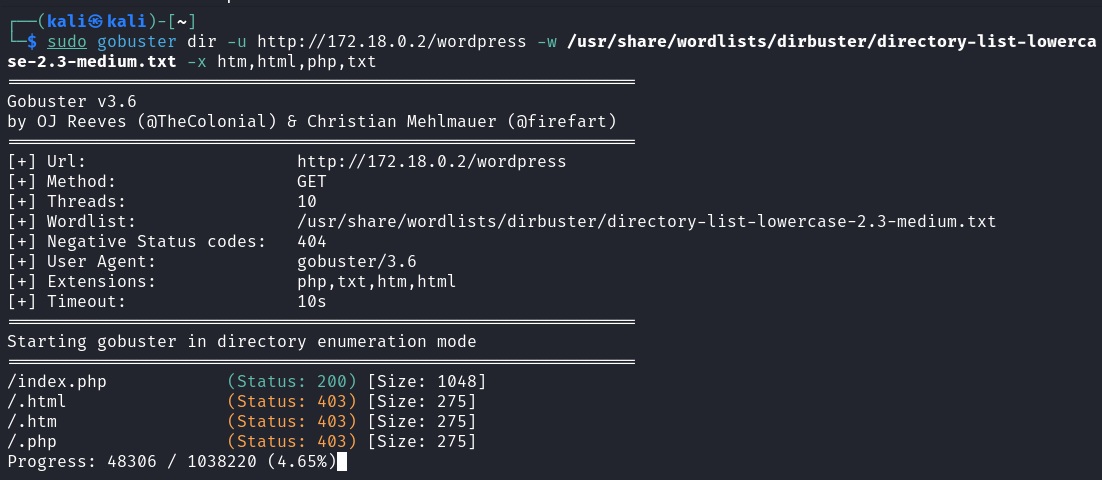 ┌──(kali㉿kali)-[~]
└─$ sudo gobuster dir -u http://172.18.0.2/wordpress -w /usr/share/wordlists/dirbuster/directory-list-lowerca
se-2.3-medium.txt -x htm,html,php,txt
===============================================================
Gobuster v3.6
by OJ Reeves (@TheColonial) & Christian Mehlmauer (@firefart)
===============================================================
[+] Url:                     http://172.18.0.2/wordpress
[+] Method:                  GET
[+] Threads:                 10
[+] Wordlist:                /usr/share/wordlists/dirbuster/directory-list-lowercase-2.3-medium.txt
[+] Negative Status codes:   404
[+] User Agent:              gobuster/3.6
[+] Extensions:              php,txt,htm,html
[+] Timeout:                 10s
===============================================================
Starting gobuster in directory enumeration mode
===============================================================
/index.php            (Status: 200) [Size: 1048]
/.html                (Status: 403) [Size: 275]
/.htm                 (Status: 403) [Size: 275]
/.php                 (Status: 403) [Size: 275]
Progress: 48306 / 1038220 (4.65%)